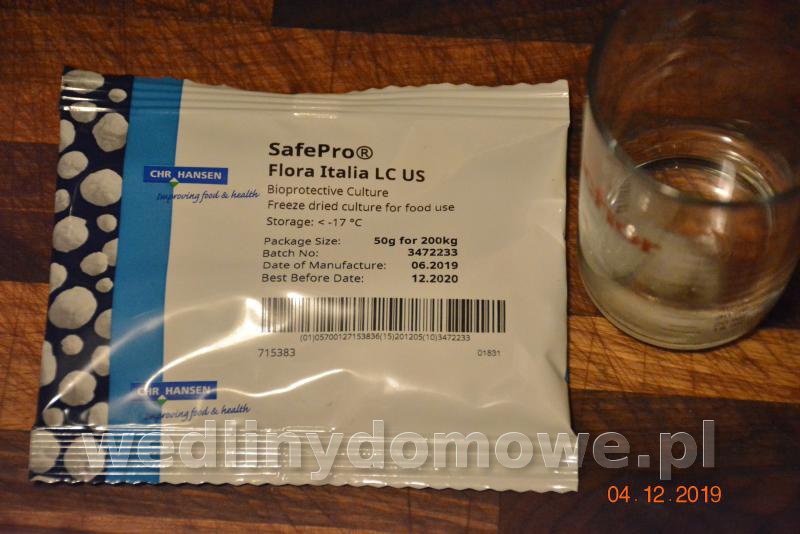 SafePro®
Flora Italia LC US
Bioprotective Culture
Freeze dried culture for food use
Storage: < -17 °C
Package Size: 50g for 200kg
Batch No: 3472233
Date of Manufacture: 06.2019
Best Before Date: 12.2020
(01)05700127153836(15)201205(10)3472233
715383 01831
CHR HANSEN
Improving food & health
CHR HANSEN
Improving food & health
wedlinydomowe.pl
04.12.2019